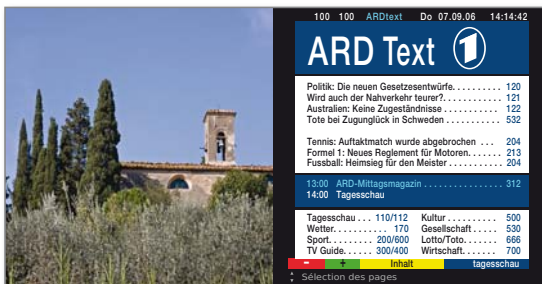 100 100 ARDtext Do 07.09.06 14:14:42
ARD Text 1
Politik: Die neuen Gesetzesentwürfe. . . . . . . . . . 120
Wird auch der Nahverkehr teurer?. . . . . . . . . . . 121
Australien: Keine Zugeständnisse . . . . . . . . . . . 122
Tote bei Zugunglück in Schweden . . . . . . . . . . . 532
Tennis: Auftaktmatch wurde abgebrochen . . . 204
Formel 1: Neues Reglement für Motoren. . . . . . . 213
Fussball: Heimsieg für den Meister . . . . . . . . . . . 204
13:00 ARD-Mittagsmagazin . . . . . . . . . . . . . . . . 312
14:00 Tagesschau
Tagesschau . . . 110/112 Kultur . . . . . . . . . . 500
Wetter. . . . . . . . . . . 170 Gesellschaft . . . . . 530
Sport. . . . . . . . . 200/600 Lotto/Toto. . . . . . . 666
TV Guide. . . . . . 300/400 Wirtschaft. . . . . . . 700
- + Inhalt tagesschau
Sélection des pages